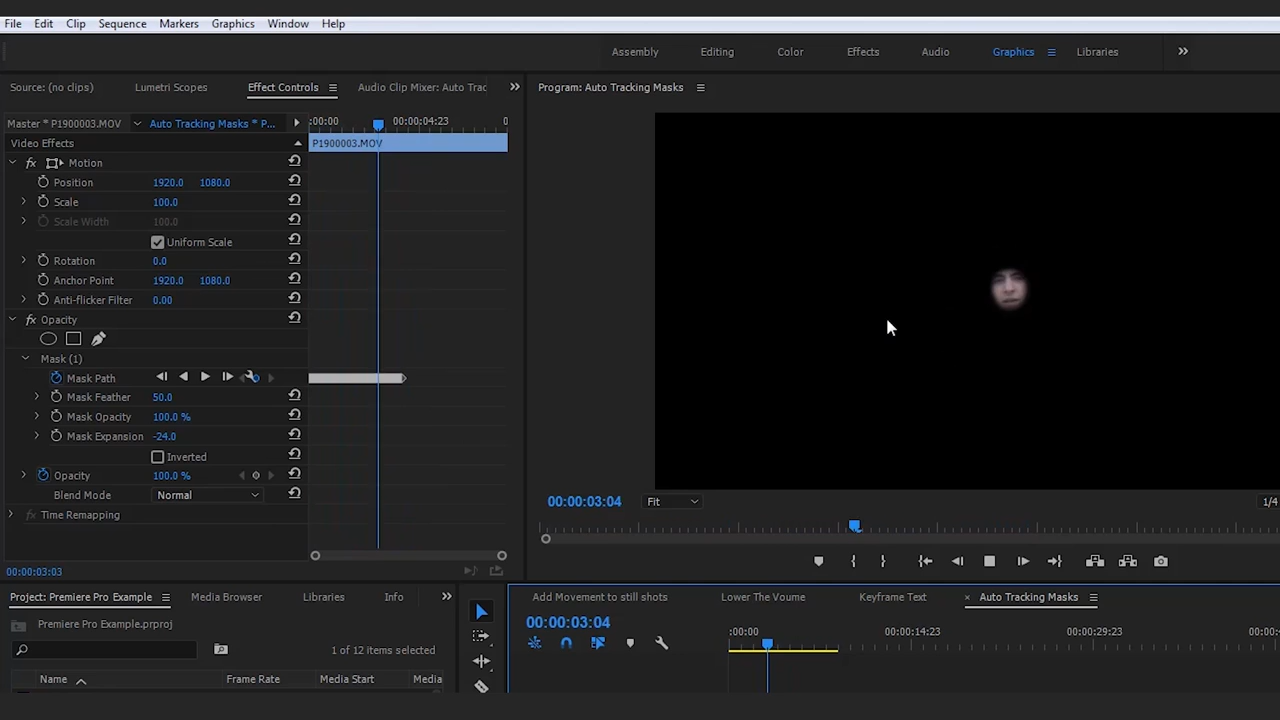 File Edit Clip Sequence Markers Graphics Window Help
Assembly Editing Color Effects Audio Graphics Libraries
Source: (no clips) Lumetri Scopes Effect Controls Audio Clip Mixer: Auto Trac
Program: Auto Tracking Masks
Master * P1900003.MOV Auto Tracking Masks * P... :00:00 00:00:04:23 0
Video Effects P1900003.MOV
Motion
Position 1920.0 1080.0
Scale 100.0
Scale Width 100.0
Uniform Scale
Rotation 0.0
Anchor Point 1920.0 1080.0
Anti-flicker Filter 0.00
Opacity
Mask (1)
Mask Path
Mask Feather 50.0
Mask Opacity 100.0 %
Mask Expansion -24.0
Inverted
Opacity 100.0 %
Blend Mode Normal
Time Remapping
00:00:03:03
00:00:03:04 Fit 1/4
Project: Premiere Pro Example Media Browser Libraries Info
Premiere Pro Example.prproj
1 of 12 items selected
Name Frame Rate Media Start Media
Add Movement to still shots Lower The Voume Keyframe Text × Auto Tracking Masks
00:00:03:04
:00:00 00:00:14:23 00:00:29:23 00:00:4